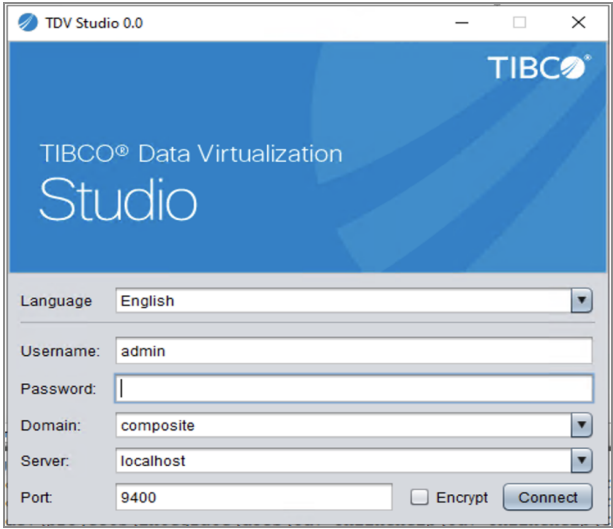 TDV Studio 0.0
TIBCO®
TIBCO® Data Virtualization
Studio
Language English
Username: admin
Password:
Domain: composite
Server: localhost
Port: 9400 Encrypt Connect